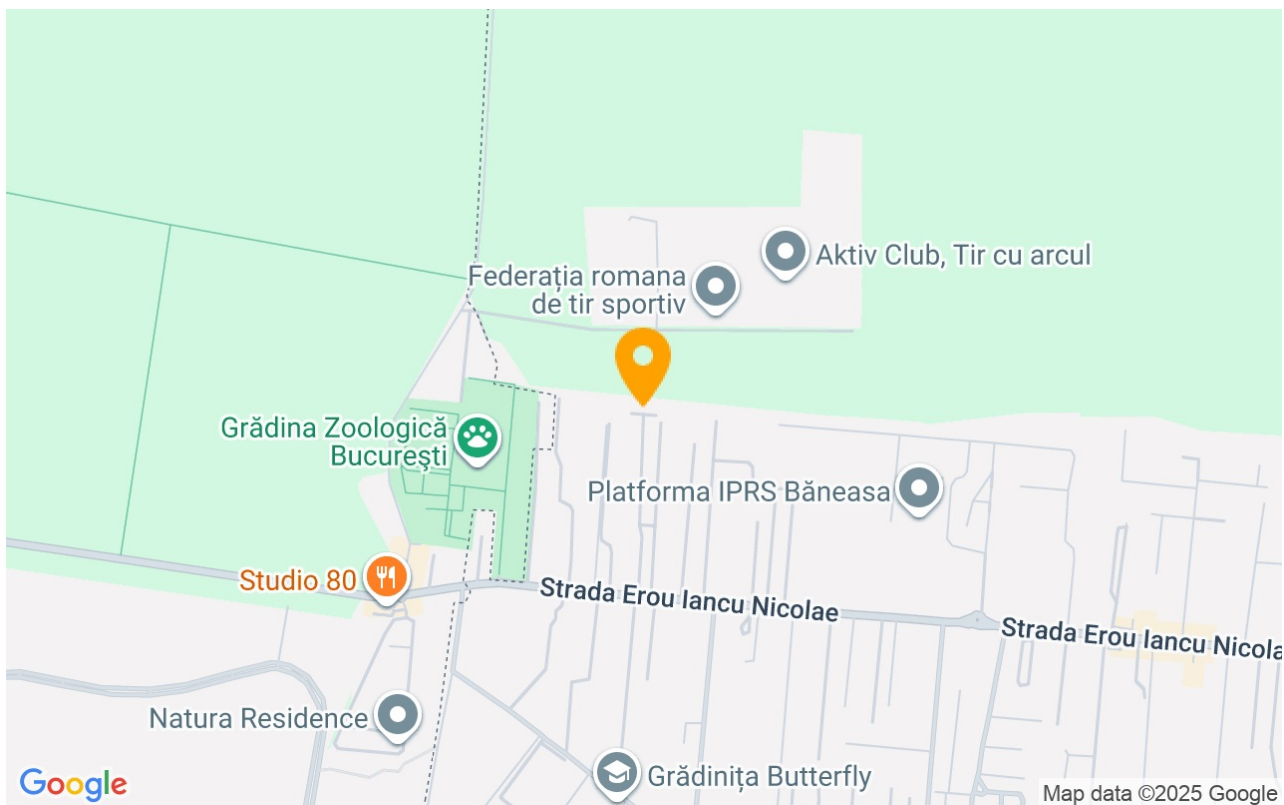 Aktiv Club, Tir cu arcul
Federația romana
de tir sportiv
Grădina Zoologică
București
Platforma IPRS Băneasa
Studio 80
Strada Erou Iancu Nicolae
Strada Erou Iancu Nicola
Natura Residence
Grădinița Butterfly
Google
Map data ©2025 Google